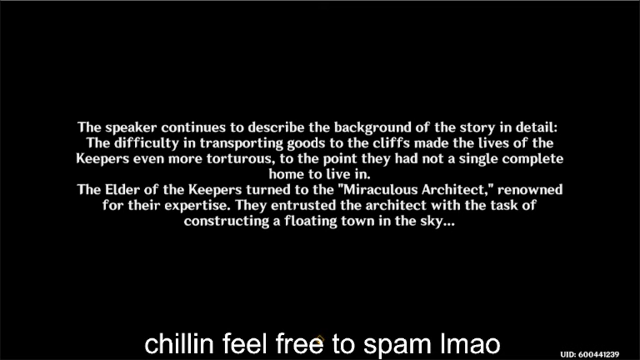 The speaker continues to describe the background of the story in detail:
The difficulty in transporting goods to the cliffs made the lives of the
Keepers even more torturous, to the point they had not a single complete
home to live in.
The Elder of the Keepers turned to the "Miraculous Architect," renowned
for their expertise. They entrusted the architect with the task of
constructing a floating town in the sky...
chillin feel free to spam lmao
UID: 600441239